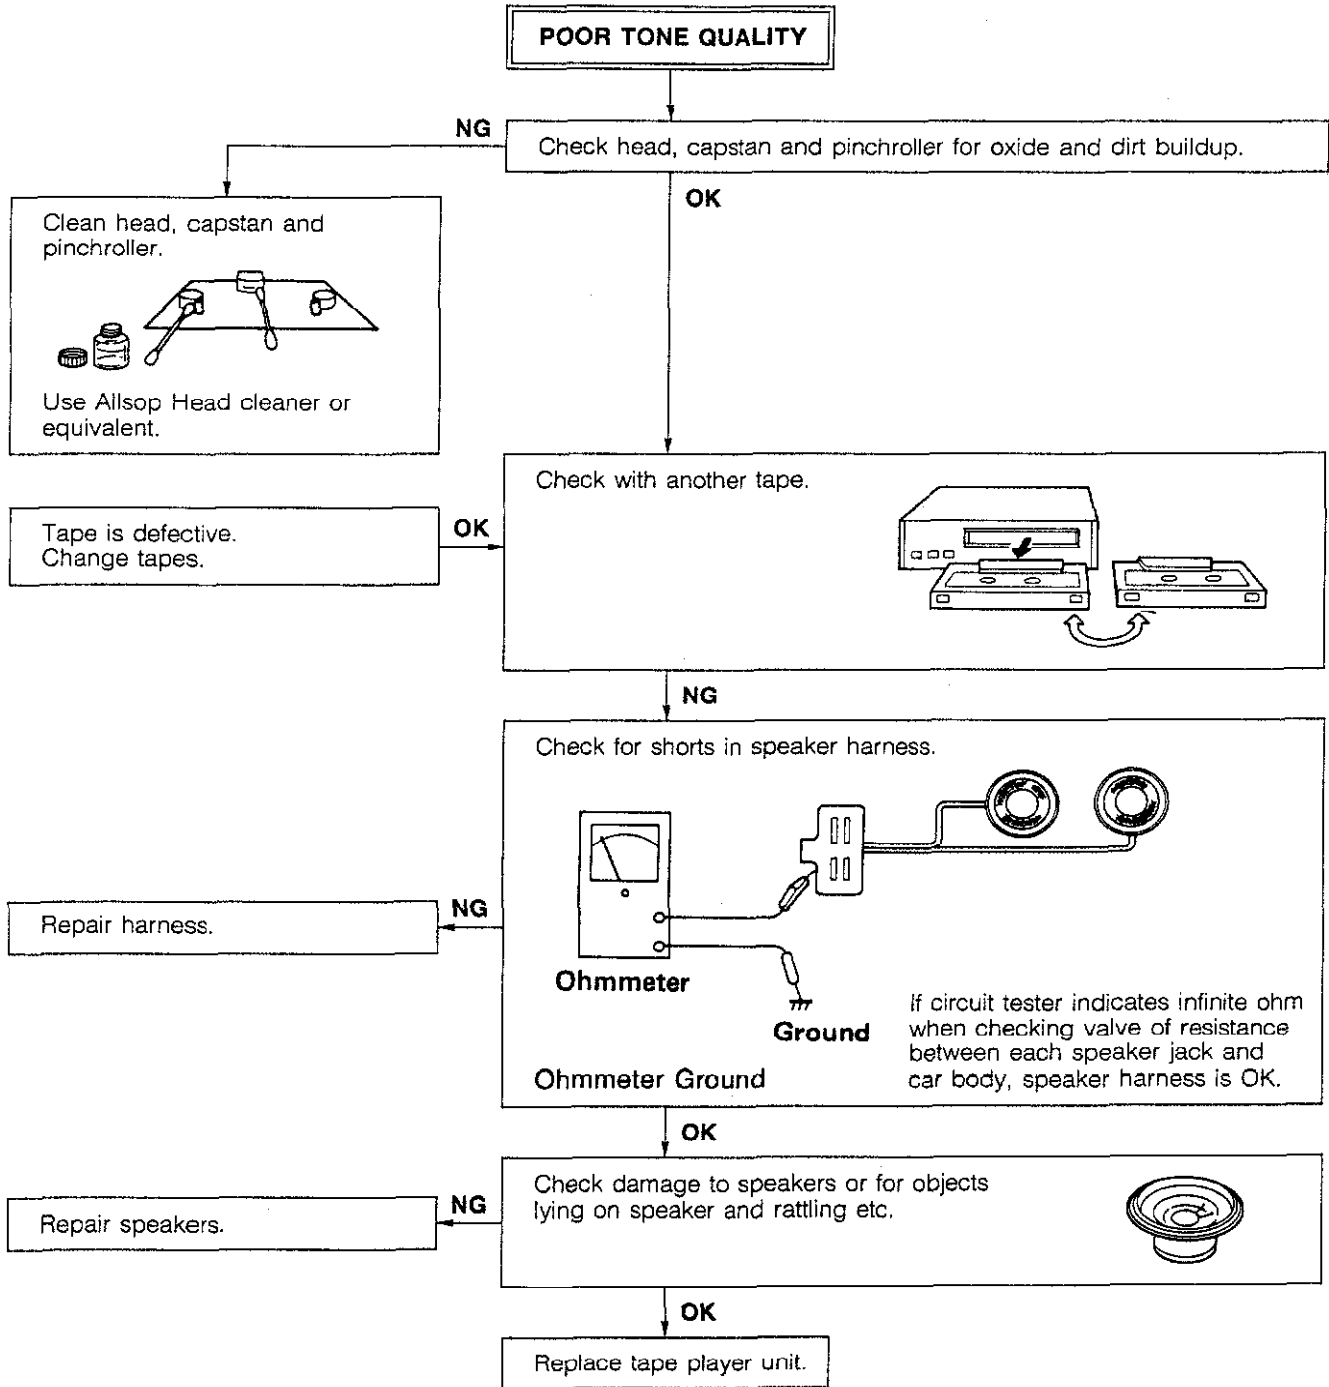 POOR TONE QUALITY
NG
Check head, capstan and pinchroller for oxide and dirt buildup.
OK
Clean head, capstan and
pinchroller.
Use Allsop Head cleaner or
equivalent.
Check with another tape.
Tape is defective.
Change tapes.
OK
NG
Check for shorts in speaker harness.
Repair harness.
NG
Ohmmeter
Ground
If circuit tester indicates infinite ohm
when checking valve of resistance
between each speaker jack and
car body, speaker harness is OK.
Ohmmeter Ground
OK
Check damage to speakers or for objects
lying on speaker and rattling etc.
NG
Repair speakers.
OK
Replace tape player unit.